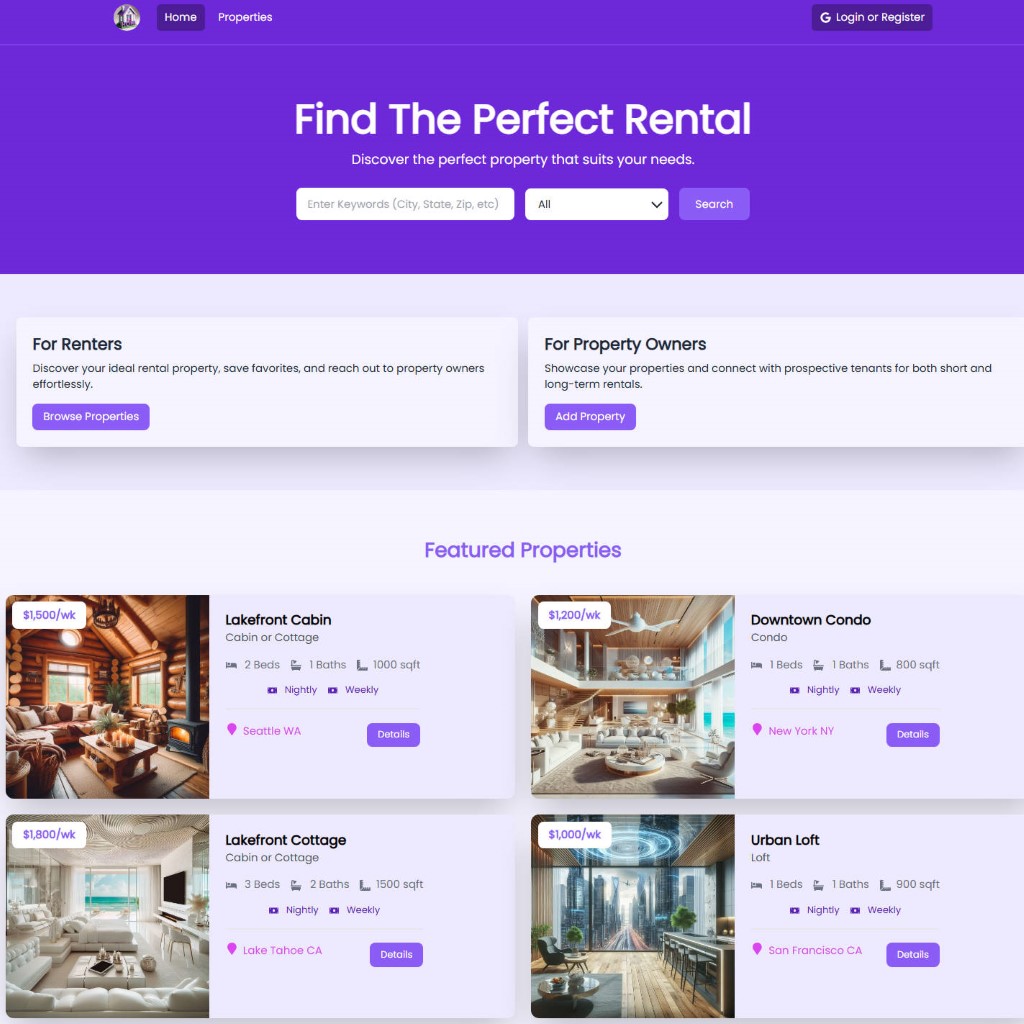 Home
Properties
Login or Register
Find The Perfect Rental
Discover the perfect property that suits your needs.
Enter Keywords (City, State, Zip, etc)
All
Search
For Renters
Discover your ideal rental property, save favorites, and reach out to property owners
effortlessly.
Browse Properties
For Property Owners
Showcase your properties and connect with prospective tenants for both short and
long-term rentals.
Add Property
Featured Properties
$1,500/wk
Lakefront Cabin
Cabin or Cottage
2 Beds 1 Baths 1000 sqft
Nightly Weekly
Seattle WA
Details
$1,200/wk
Downtown Condo
Condo
1 Beds 1 Baths 800 sqft
Nightly Weekly
New York NY
Details
$1,800/wk
Lakefront Cottage
Cabin or Cottage
3 Beds 2 Baths 1500 sqft
Nightly Weekly
Lake Tahoe CA
Details
$1,000/wk
Urban Loft
Loft
1 Beds 1 Baths 900 sqft
Nightly Weekly
San Francisco CA
Details